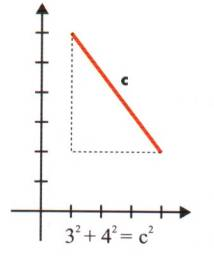 c
3² + 4² = c²